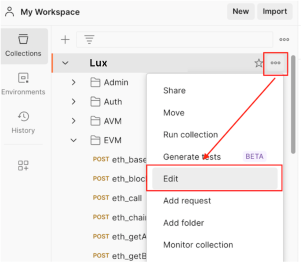 My Workspace
New
Import
Collections
Environments
History
Lux
Admin
Auth
AVM
EVM
POST eth_base
POST eth_bloc
POST eth_call
POST eth_chai
POST eth_getA
POST eth_getB
Share
Move
Run collection
Generate tests BETA
Edit
Add request
Add folder
Monitor collection